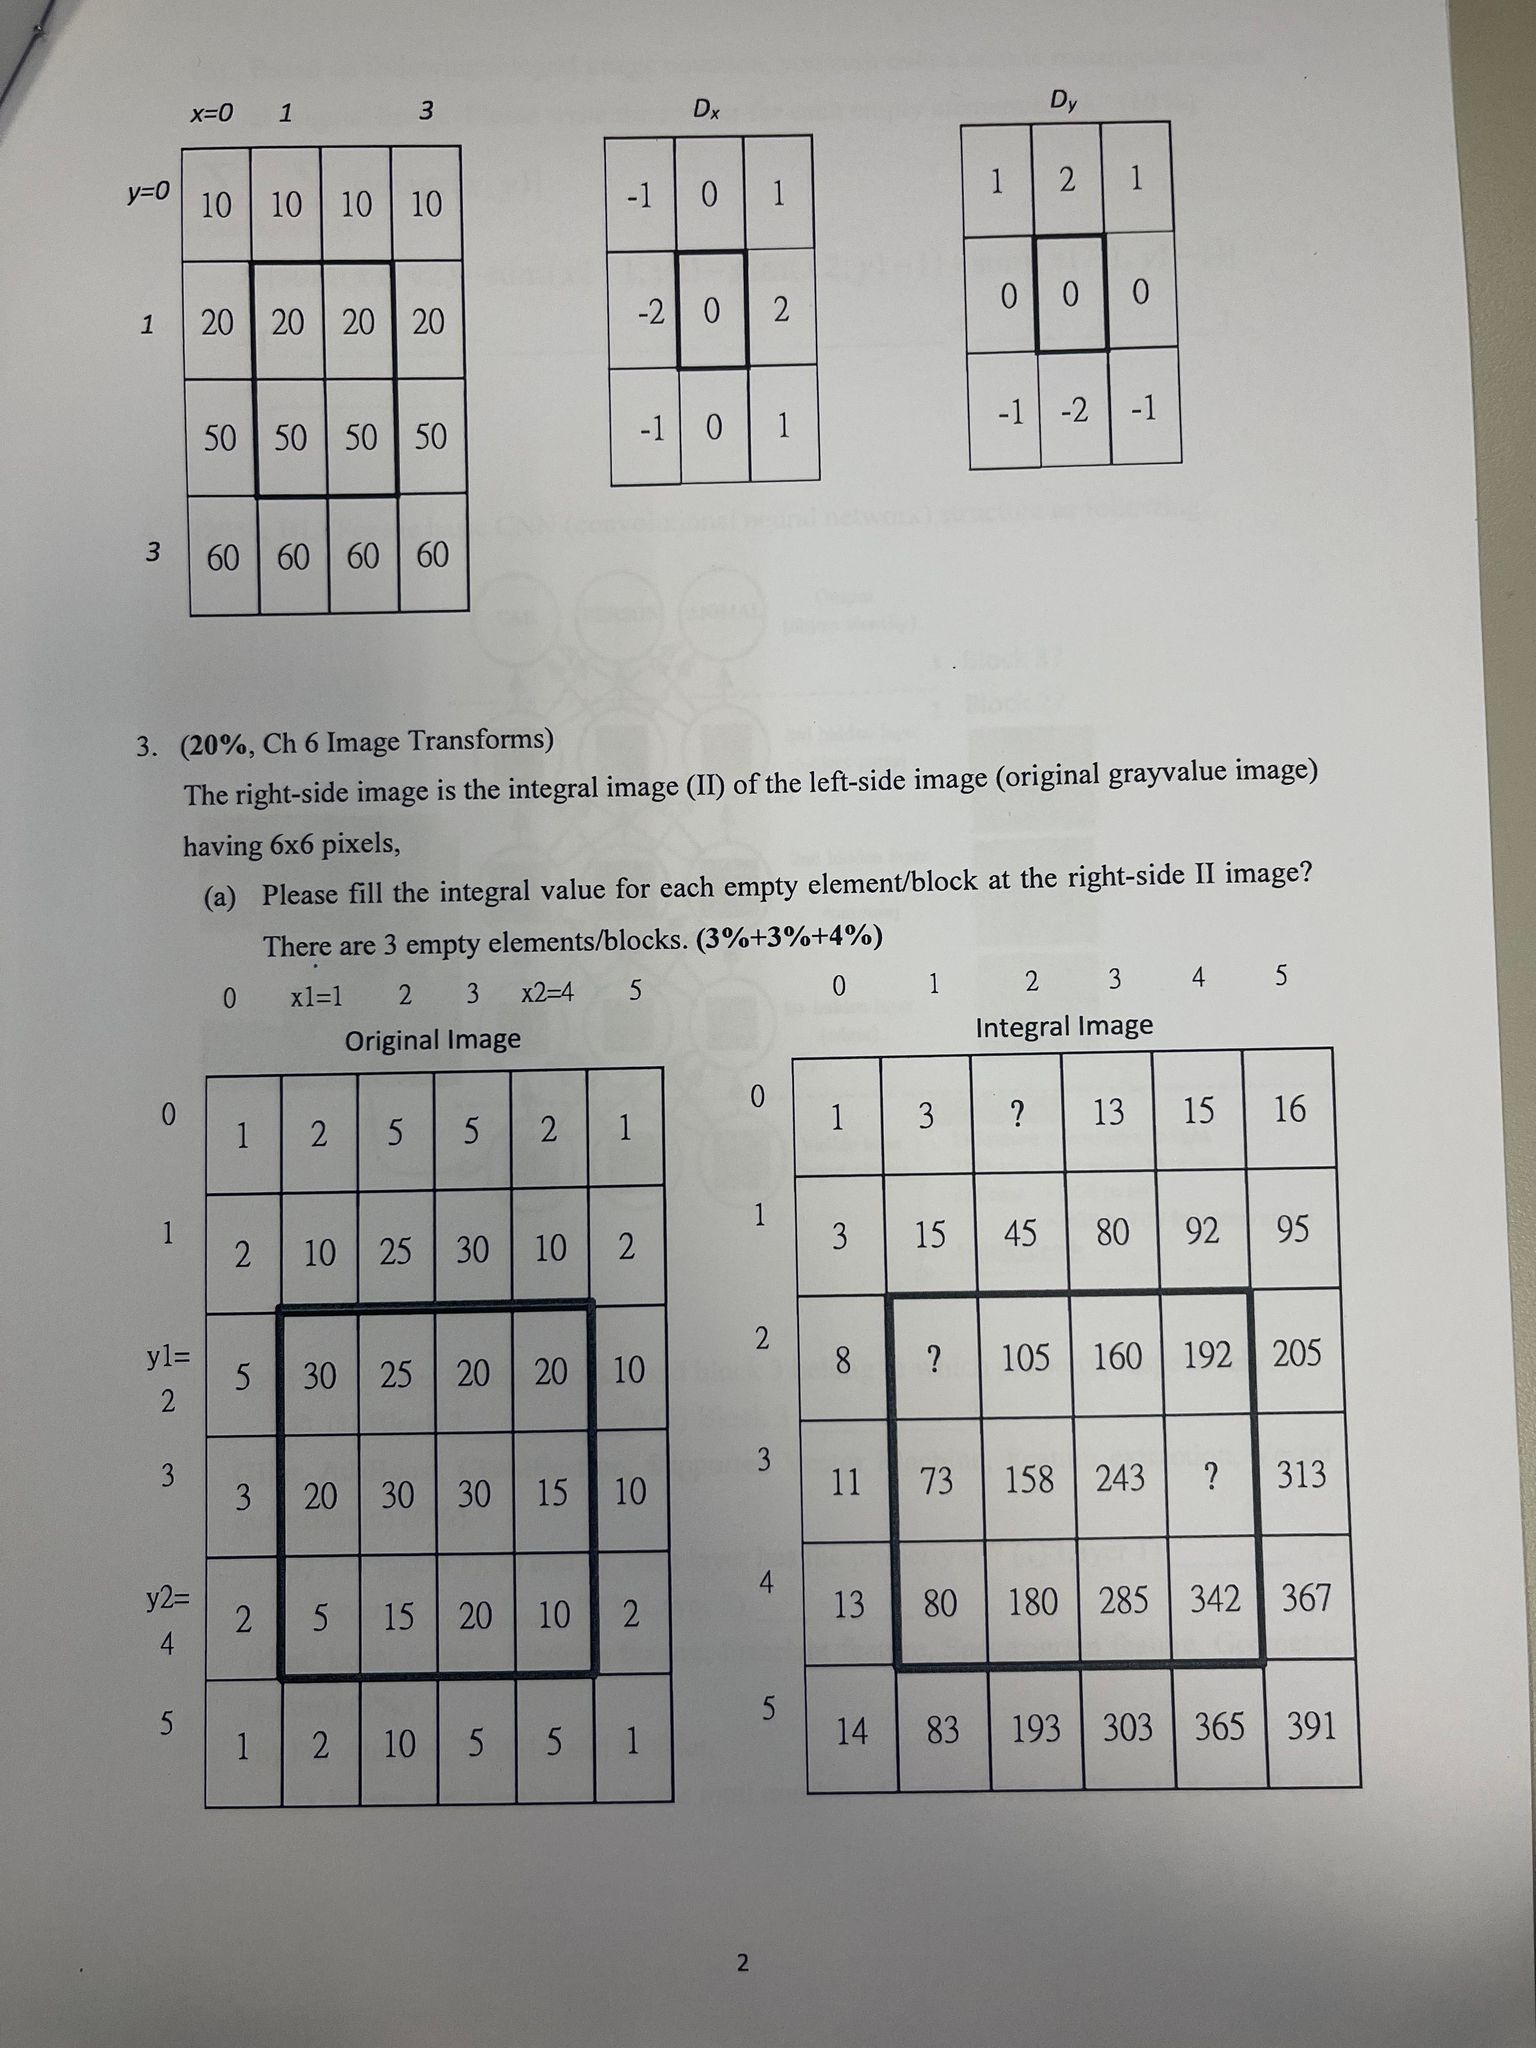 x=0 1 3
y=0 10 10 10 10
1 20 20 20 20
50 50 50 50
3 60 60 60 60
Dx
-1 0 1
-2 0 2
-1 0 1
Dy
1 2 1
0 0 0
-1 -2 -1
3. (20%, Ch 6 Image Transforms)
The right-side image is the integral image (II) of the left-side image (original grayvalue image)
having 6x6 pixels,
(a) Please fill the integral value for each empty element/block at the right-side II image?
There are 3 empty elements/blocks. (3%+3%+4%)
0 x1=1 2 3 x2=4 5
Original Image
0 1 2 5 5 2 1
1 2 10 25 30 10 2
y1=
2 5 30 25 20 20 10
3 3 20 30 30 15 10
y2=
4 2 5 15 20 10 2
5 1 2 10 5 5 1
0 1 2 3 4 5
Integral Image
0 1 3 ? 13 15 16
1 3 15 45 80 92 95
2 8 ? 105 160 192 205
3 11 73 158 243 ? 313
4 13 80 180 285 342 367
5 14 83 193 303 365 391
2